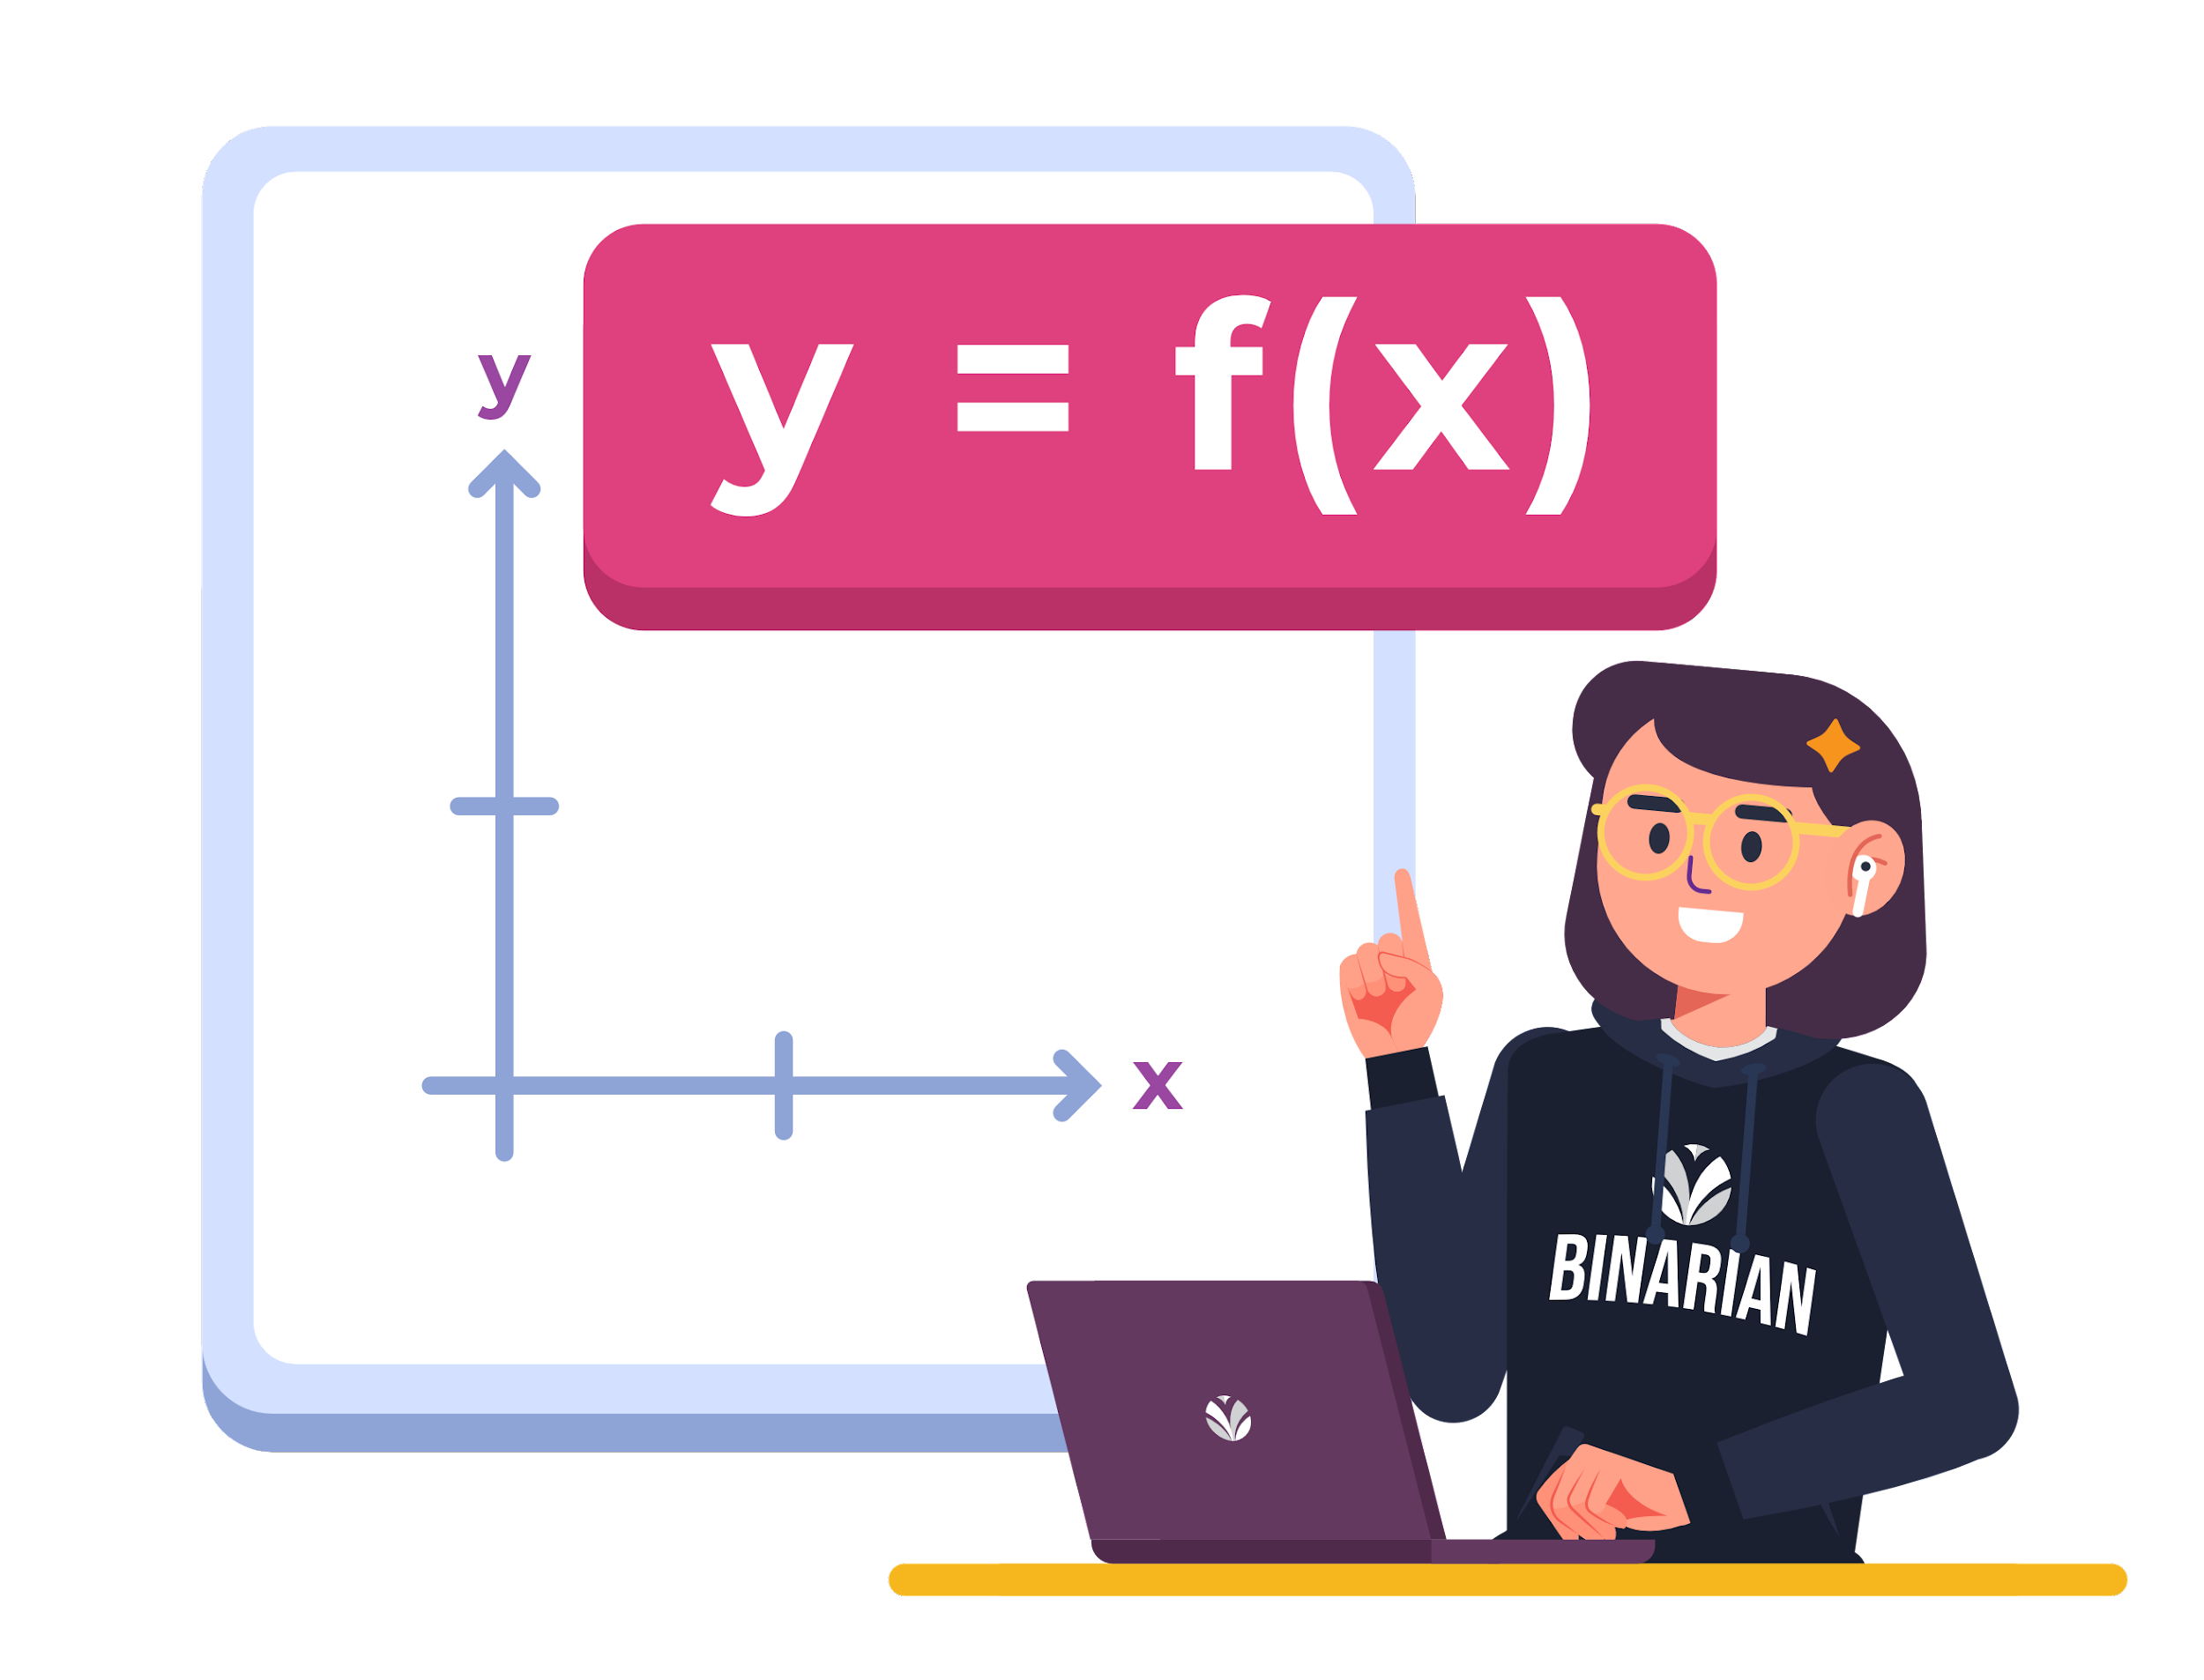 y = f(x)
y
x
BINARIAN